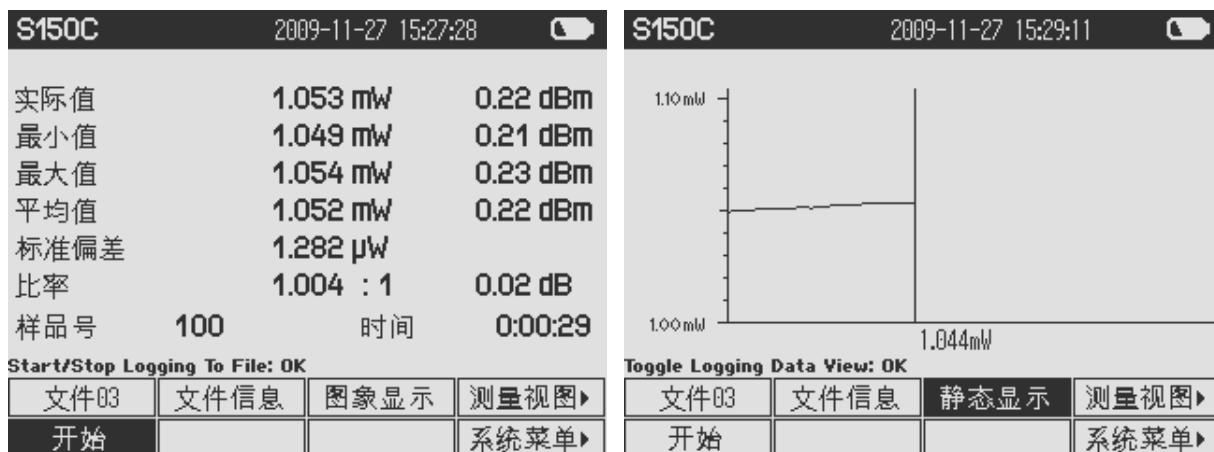 S150C 2009-11-27 15:27:28
实际值 1.053 mW 0.22 dBm
最小值 1.049 mW 0.21 dBm
最大值 1.054 mW 0.23 dBm
平均值 1.052 mW 0.22 dBm
标准偏差 1.282 µW
比率 1.004 : 1 0.02 dB
样品号 100 时间 0:00:29
Start/Stop Logging To File: OK
文件03 文件信息 图象显示 测量视图▶
开始 系统菜单▶
S150C 2009-11-27 15:29:11
1.10mW
1.00mW
1.044mW
Toggle Logging Data View: OK
文件03 文件信息 静态显示 测量视图▶
开始 系统菜单▶